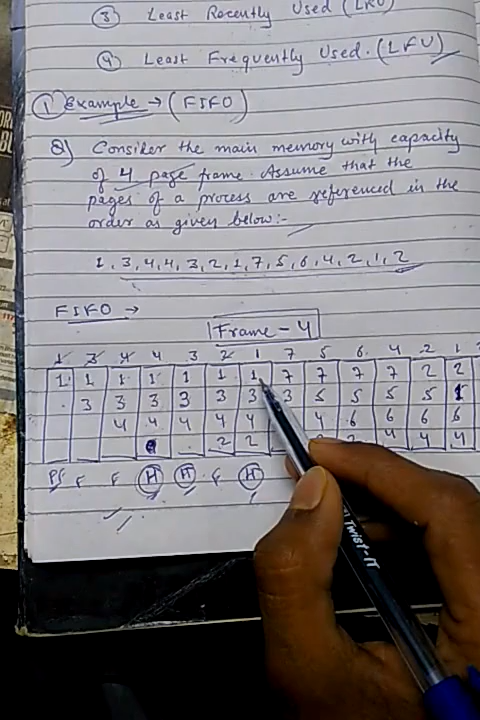 ③ Least Recently Used (LRU)
④ Least Frequently Used. (LFU)
① Example → (FIFO)
Q) Consider the main memory with capacity
of 4 page frame. Assume that the
pages of a process are referenced in the
order as given below:-
1, 3, 4, 4, 3, 2, 1, 7, 5, 6, 4, 2, 1, 2
FIFO →
Frame - 4
1 3 4 4 3 2 1 7 5 6 4 2 1
1 1 1 1 1 1 1 7 7 7 7 2 2
3 3 3 3 3 3 3 5 5 5 5 1
4 4 4 4 4 4 6 6 6 6
2 2 4 4 4
PF F F H H F H
Twist-IT